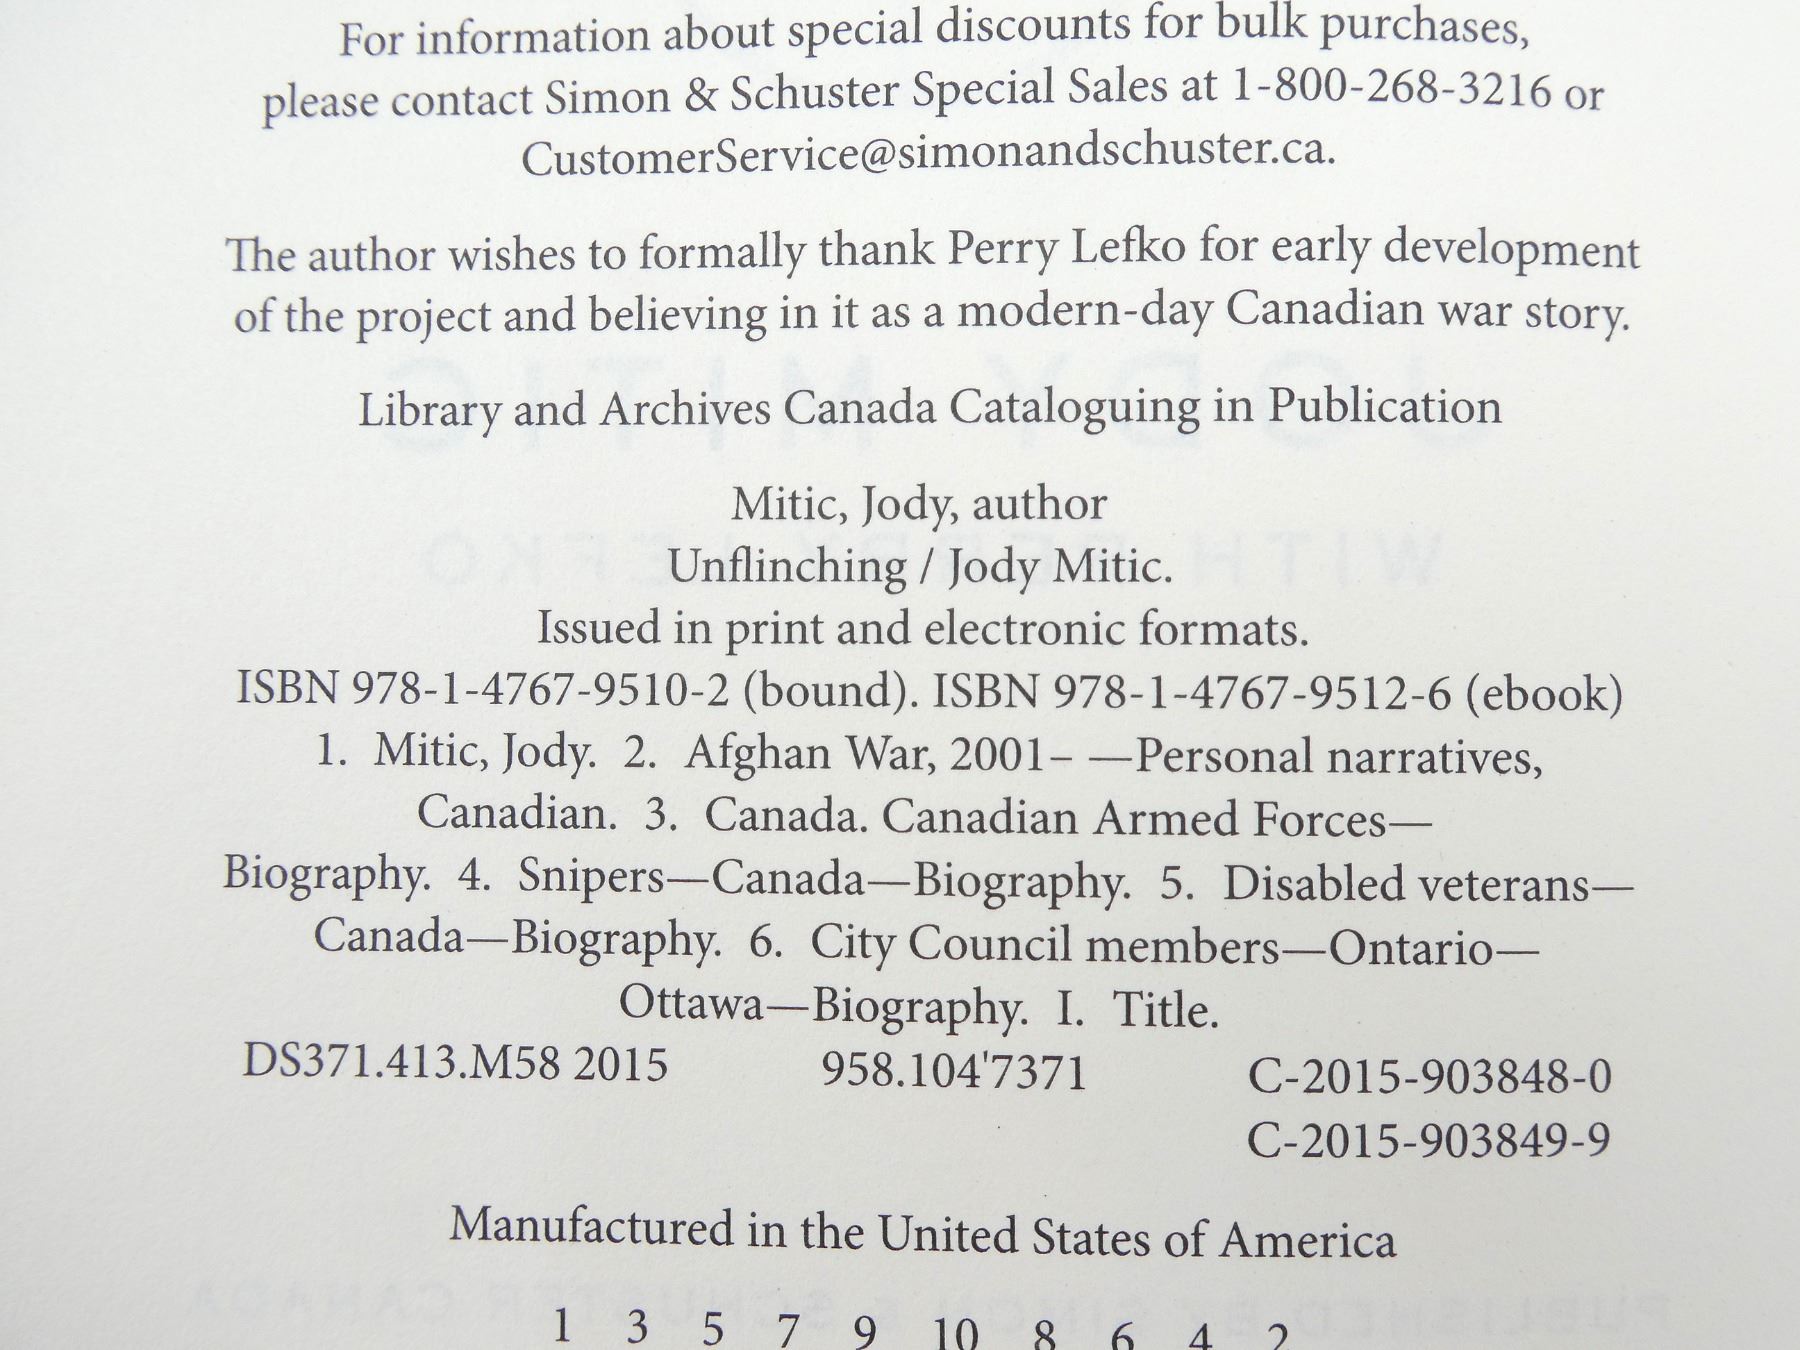 For information about special discounts for bulk purchases,
please contact Simon & Schuster Special Sales at 1-800-268-3216 or
CustomerService@simonandschuster.ca.
The author wishes to formally thank Perry Lefko for early development
of the project and believing in it as a modern-day Canadian war story.
Library and Archives Canada Cataloguing in Publication
Mitic, Jody, author
Unflinching / Jody Mitic.
Issued in print and electronic formats.
ISBN 978-1-4767-9510-2 (bound). ISBN 978-1-4767-9512-6 (ebook)
1. Mitic, Jody. 2. Afghan War, 2001– —Personal narratives,
Canadian. 3. Canada. Canadian Armed Forces—
Biography. 4. Snipers—Canada—Biography. 5. Disabled veterans—
Canada—Biography. 6. City Council members—Ontario—
Ottawa—Biography. I. Title.
DS371.413.M58 2015 958.104'7371 C-2015-903848-0
C-2015-903849-9
Manufactured in the United States of America
1 3 5 7 9 10 8 6 4 2